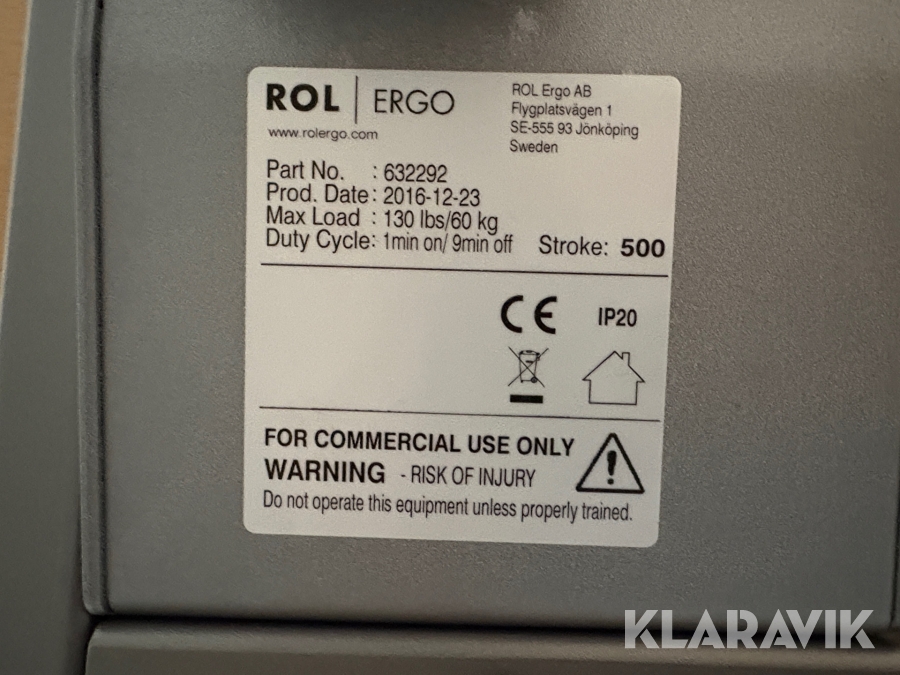 ROL | ERGO
www.rolergo.com
ROL Ergo AB
Flygplatsvägen 1
SE-555 93 Jönköping
Sweden
Part No. : 632292
Prod. Date : 2016-12-23
Max Load : 130 lbs/60 kg
Duty Cycle : 1min on/ 9min off Stroke: 500
CE IP20
FOR COMMERCIAL USE ONLY
WARNING - RISK OF INJURY
Do not operate this equipment unless properly trained.
KLARAVIK